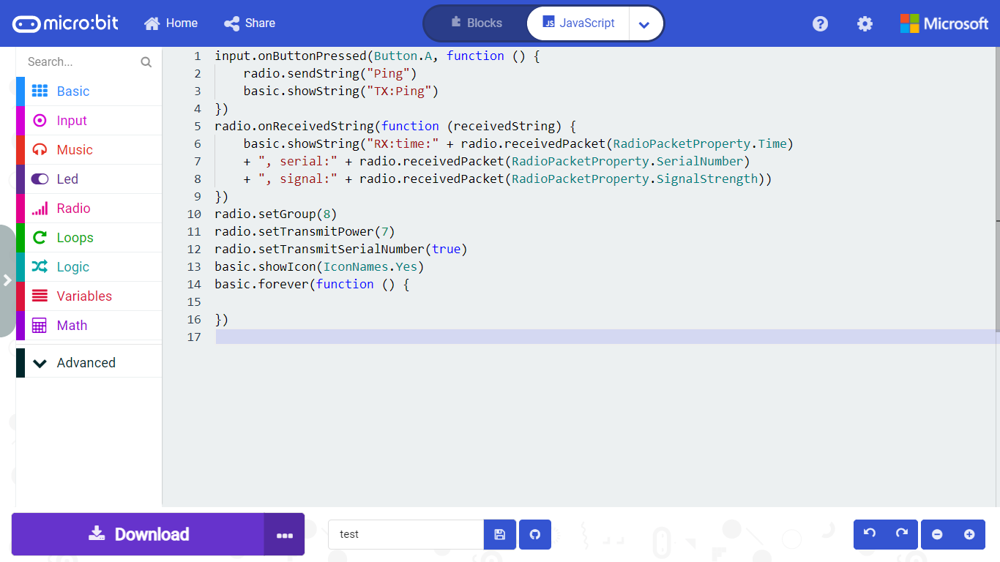 micro:bit Home Share Blocks JS JavaScript ? Microsoft
Search...
Basic
Input
Music
Led
Radio
Loops
Logic
Variables
Math
Advanced
1 input.onButtonPressed(Button.A, function () {
2 radio.sendString("Ping")
3 basic.showString("TX:Ping")
4 })
5 radio.onReceivedString(function (receivedString) {
6 basic.showString("RX:time:" + radio.receivedPacket(RadioPacketProperty.Time)
7 + ", serial:" + radio.receivedPacket(RadioPacketProperty.SerialNumber)
8 + ", signal:" + radio.receivedPacket(RadioPacketProperty.SignalStrength))
9 })
10 radio.setGroup(8)
11 radio.setTransmitPower(7)
12 radio.setTransmitSerialNumber(true)
13 basic.showIcon(IconNames.Yes)
14 basic.forever(function () {
15
16 })
17
Download ... test